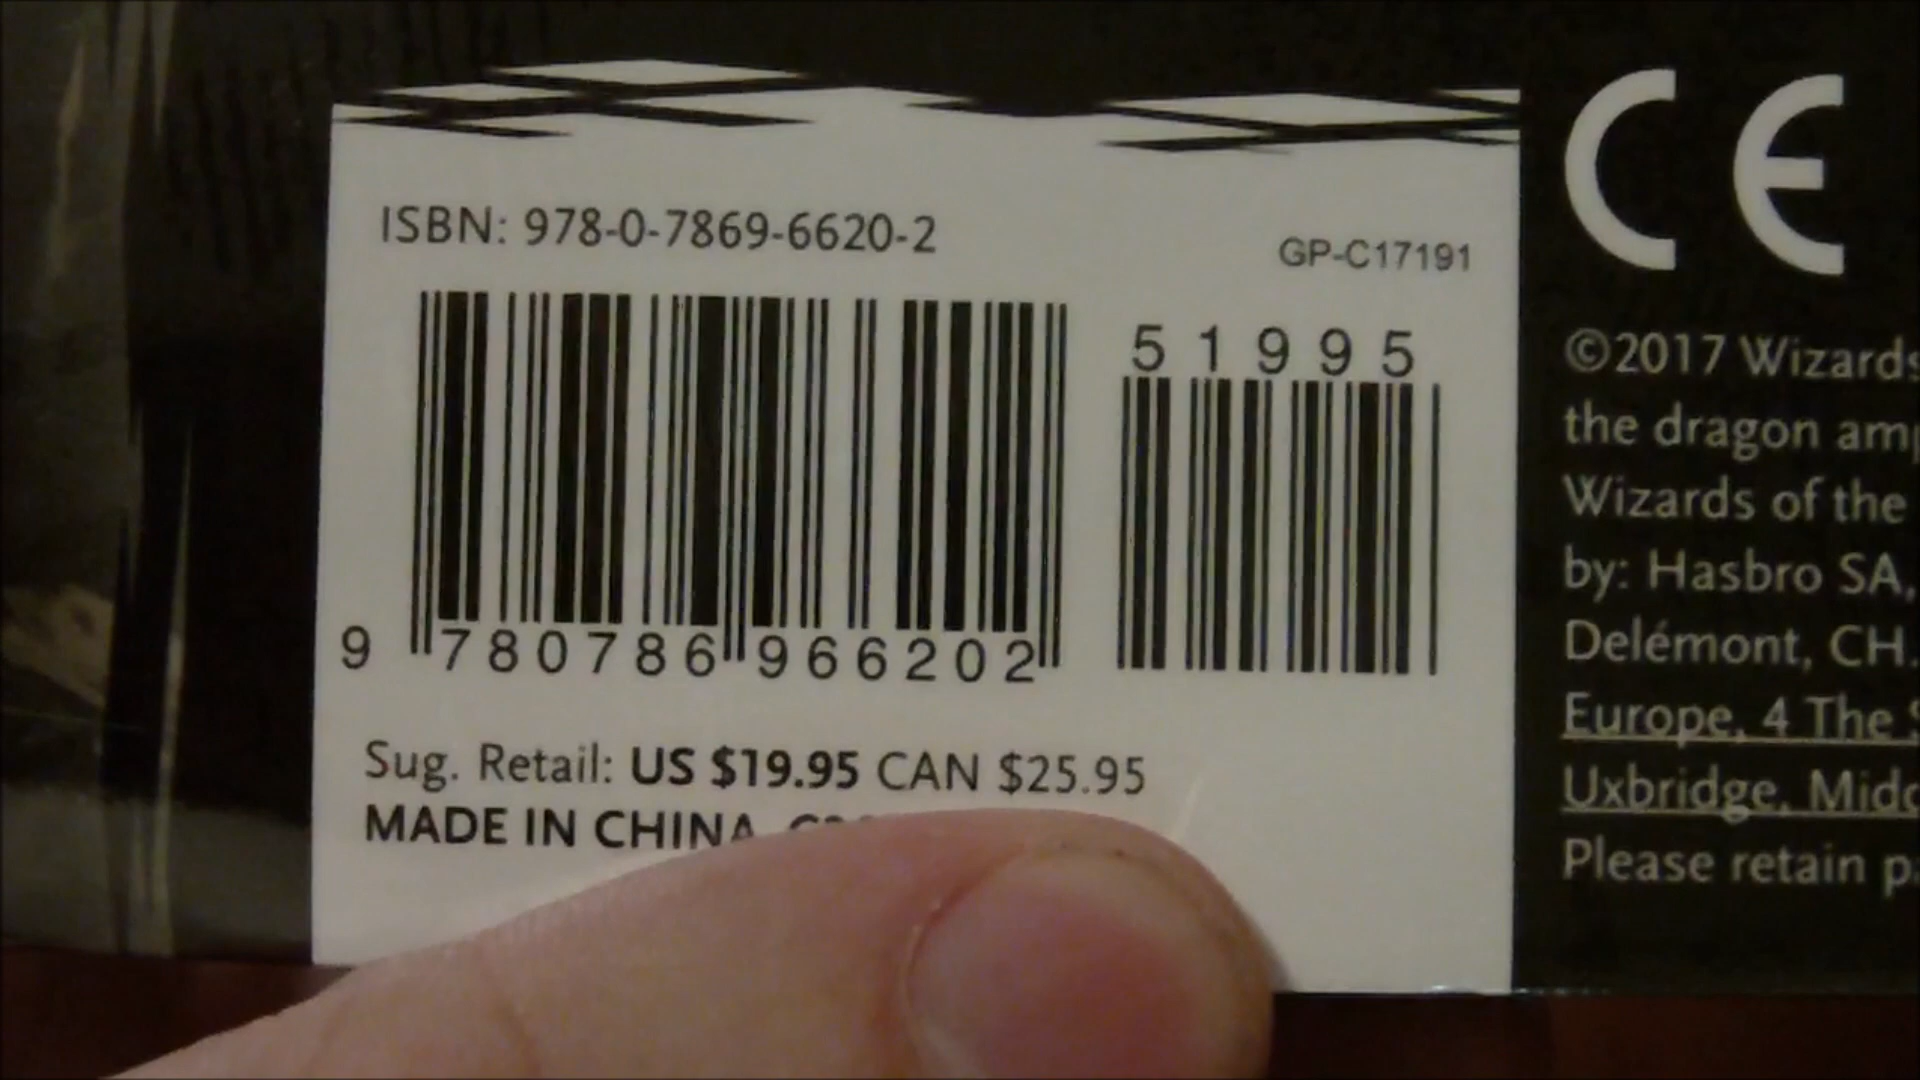 ISBN: 978-0-7869-6620-2
GP-C17191
51995
9 780786 966202
Sug. Retail: US $19.95 CAN $25.95
MADE IN CHINA
CE
©2017 Wizards
the dragon
Wizards of the
by: Hasbro SA,
Delémont, CH.
Europe, 4 The
Uxbridge,
Please retain